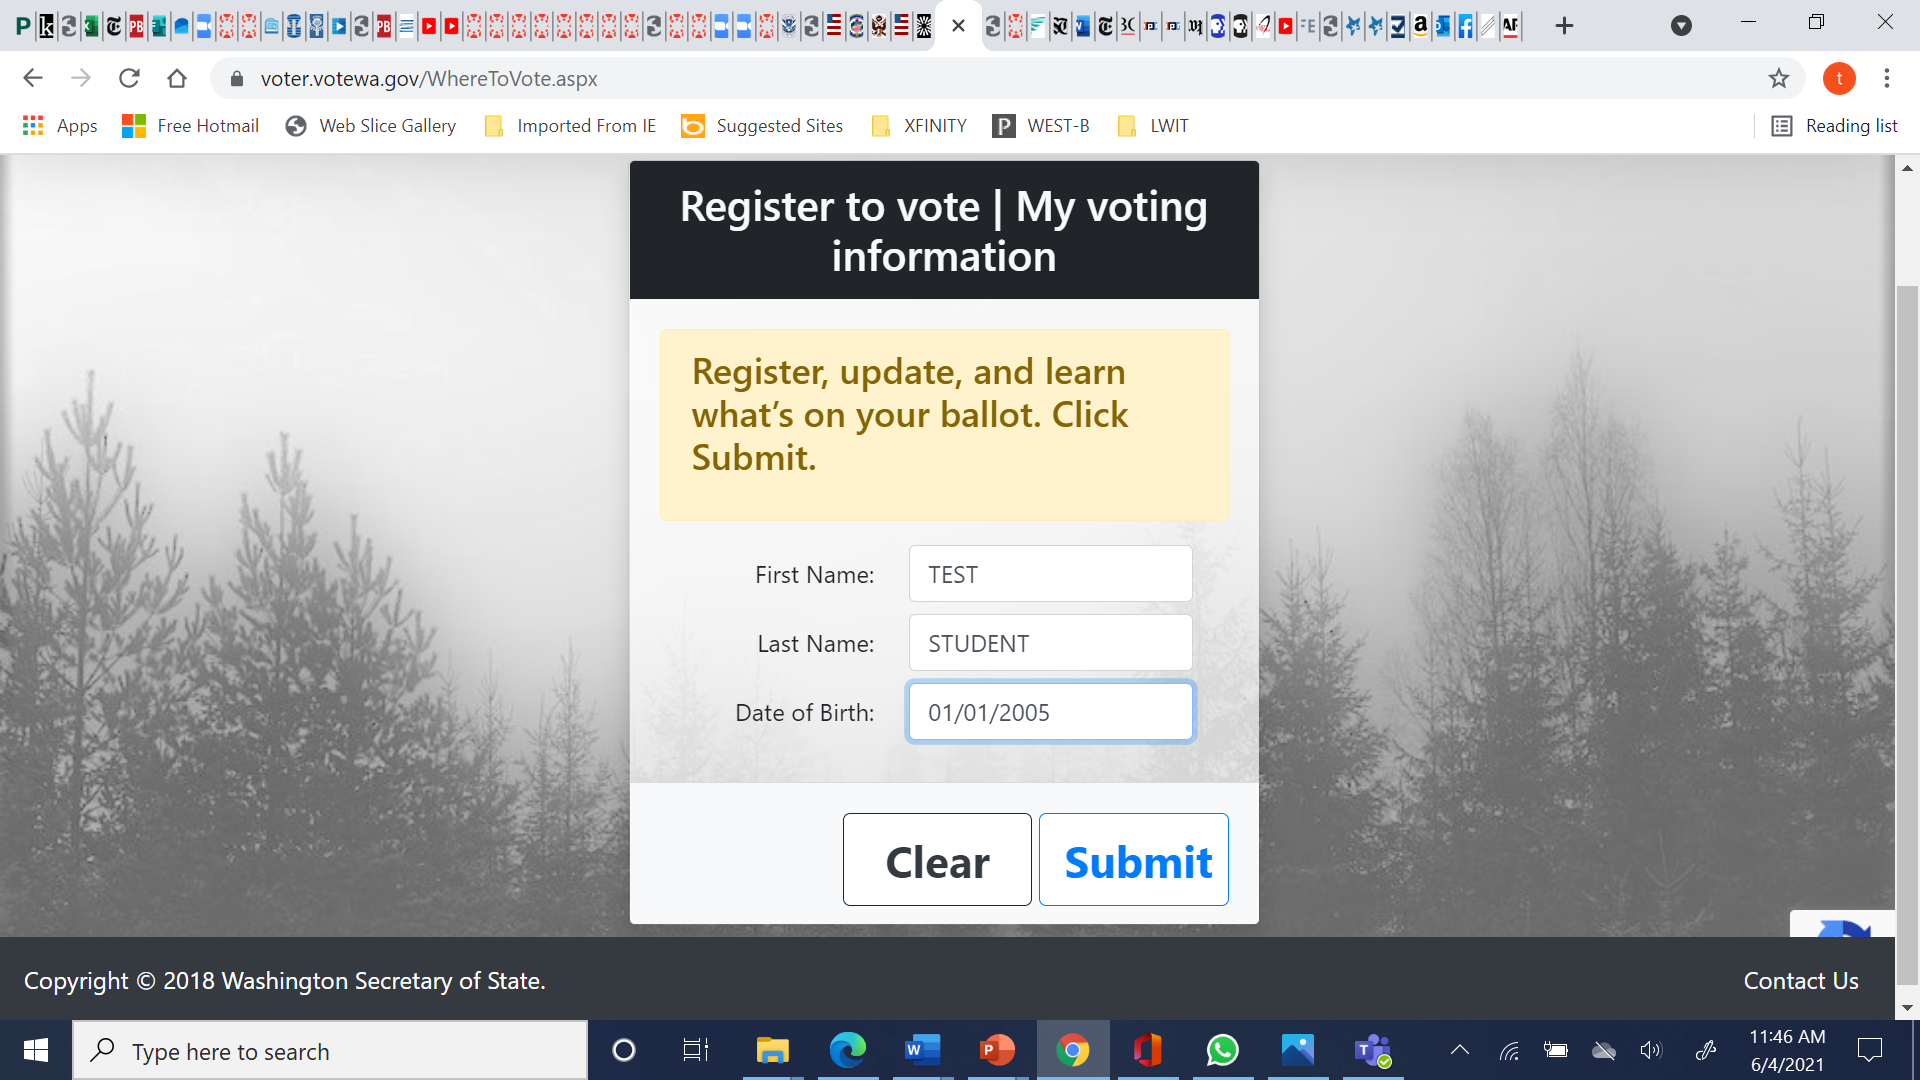 voter.votewa.gov/WhereToVote.aspx
t
Apps Free Hotmail Web Slice Gallery Imported From IE Suggested Sites XFINITY WEST-B LWIT Reading list
Register to vote | My voting
information
Register, update, and learn
what’s on your ballot. Click
Submit.
First Name: TEST
Last Name: STUDENT
Date of Birth: 01/01/2005
Clear Submit
Copyright © 2018 Washington Secretary of State. Contact Us
Type here to search
11:46 AM
6/4/2021